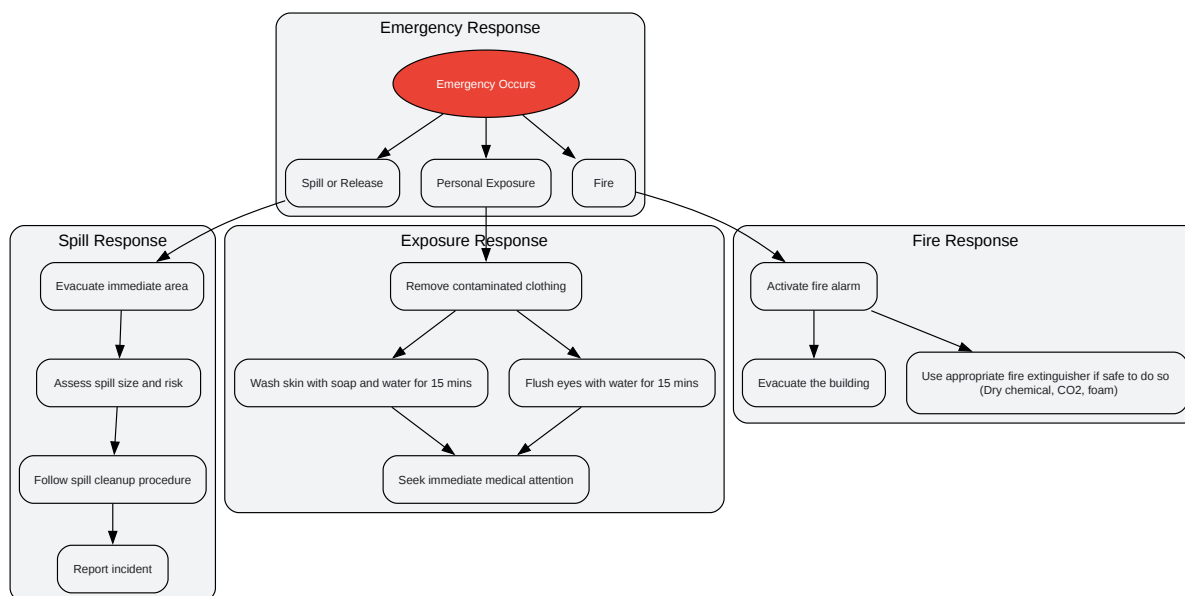 Emergency Response
Emergency Occurs
Spill or Release
Personal Exposure
Fire
Spill Response
Evacuate immediate area
Assess spill size and risk
Follow spill cleanup procedure
Report incident
Exposure Response
Remove contaminated clothing
Wash skin with soap and water for 15 mins
Flush eyes with water for 15 mins
Seek immediate medical attention
Fire Response
Activate fire alarm
Evacuate the building
Use appropriate fire extinguisher if safe to do so
(Dry chemical, CO2, foam)